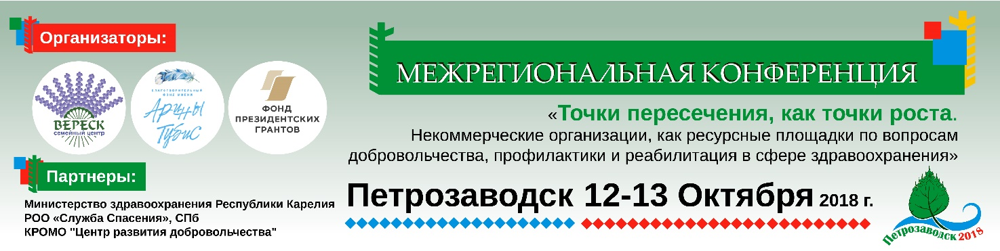 Организаторы:
ВЕРЕСК
СЕМЕЙНЫЙ ЦЕНТР
БЛАГОТВОРИТЕЛЬНЫЙ
ФОНД ИМЕНИ
Арины
Тубис
ФОНД
ПРЕЗИДЕНТСКИХ
ГРАНТОВ
Партнеры:
Министерство здравоохранения Республики Карелия
РОО «Служба Спасения», СПб
КРОМО "Центр развития добровольчества"
МЕЖРЕГИОНАЛЬНАЯ КОНФЕРЕНЦИЯ
«Точки пересечения, как точки роста.
Некоммерческие организации, как ресурсные площадки по вопросам
добровольчества, профилактики и реабилитация в сфере здравоохранения»
Петрозаводск 12-13 Октября 2018 г.
Петрозаводск 2018